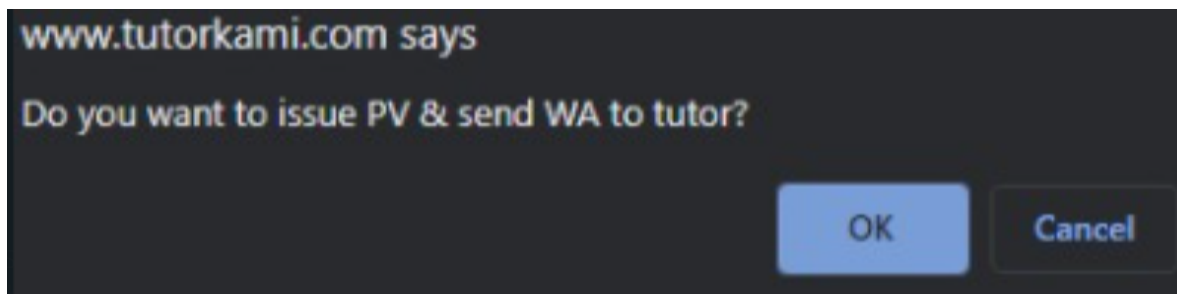 www.tutorkami.com says
Do you want to issue PV & send WA to tutor?
OK Cancel